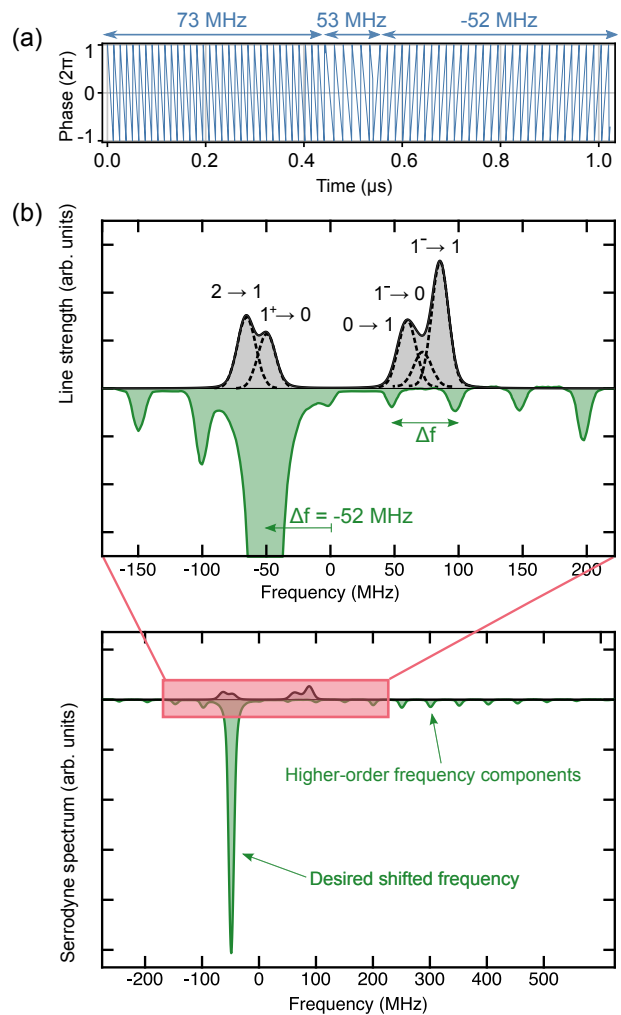 (a)
73 MHz 53 MHz -52 MHz
Phase (2π)
1
0
-1
0.0 0.2 0.4 0.6 0.8 1.0
Time (µs)
(b)
Line strength (arb. units)
1⁻ → 1
2 → 1
1⁺ → 0
1⁻ → 0
0 → 1
Δf
Δf = -52 MHz
-150 -100 -50 0 50 100 150 200
Frequency (MHz)
Serrodyne spectrum (arb. units)
Higher-order frequency components
Desired shifted frequency
-200 -100 0 100 200 300 400 500
Frequency (MHz)